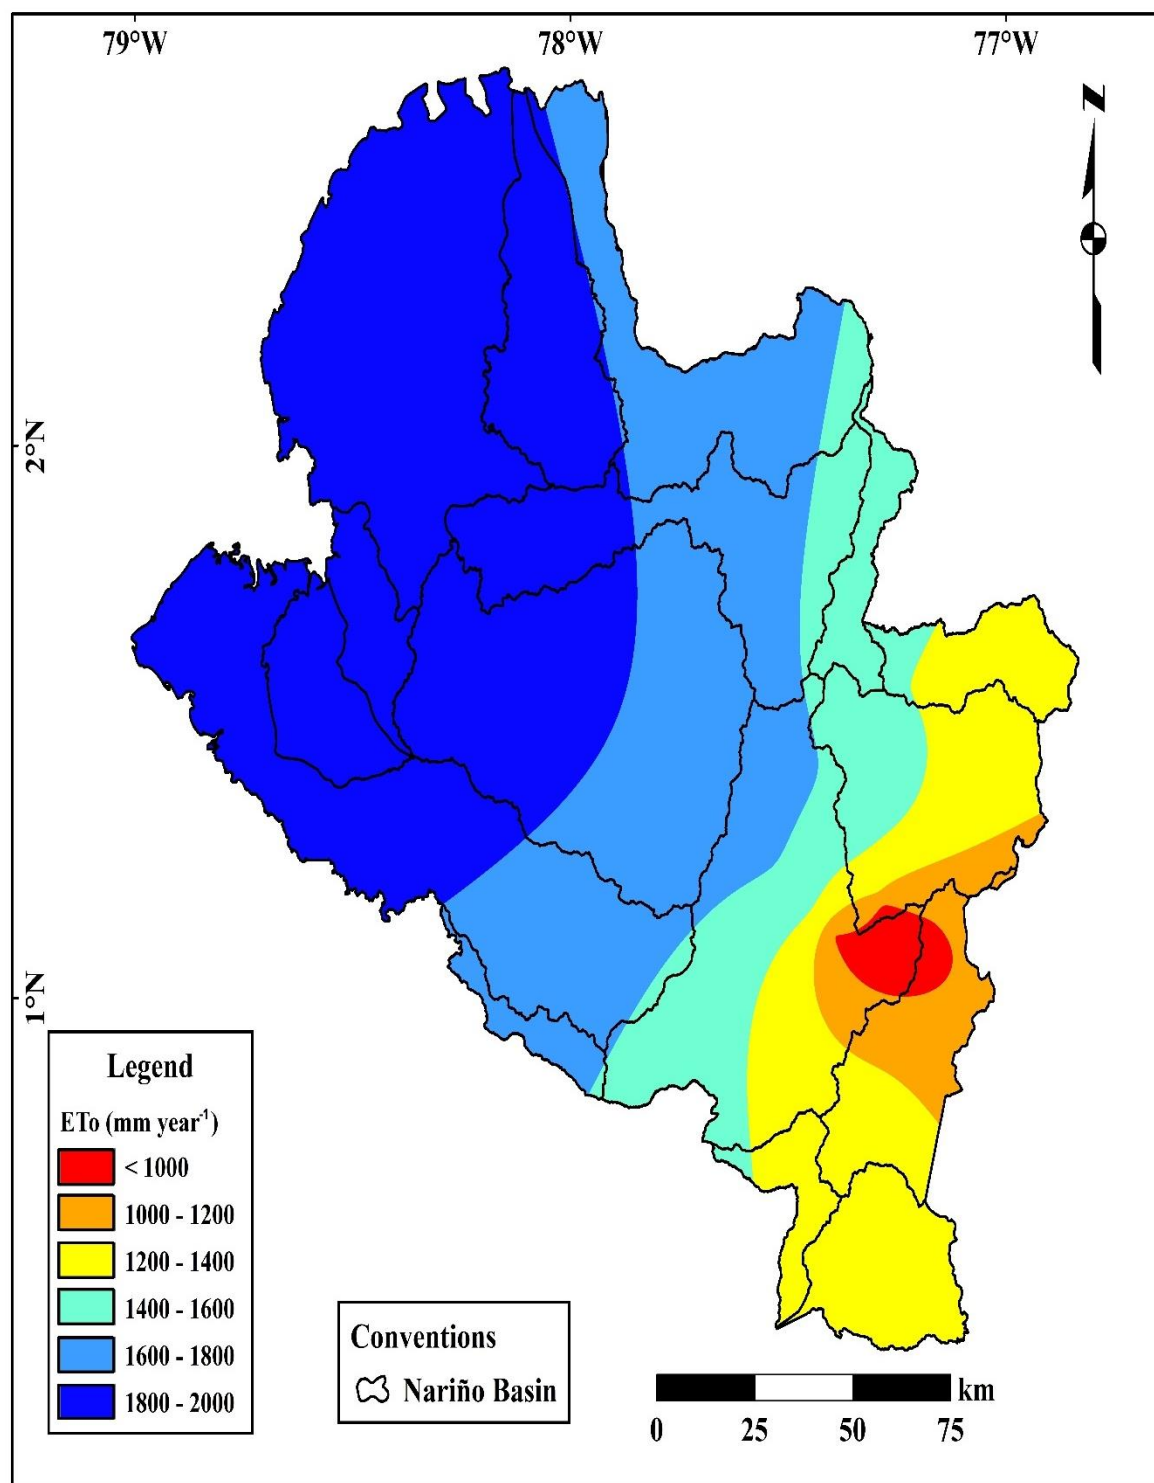 79°W 78°W 77°W
N
2°N
1°N
Legend
ETo (mm year⁻¹)
< 1000
1000 - 1200
1200 - 1400
1400 - 1600
1600 - 1800
1800 - 2000
Conventions
Nariño Basin
km
0 25 50 75